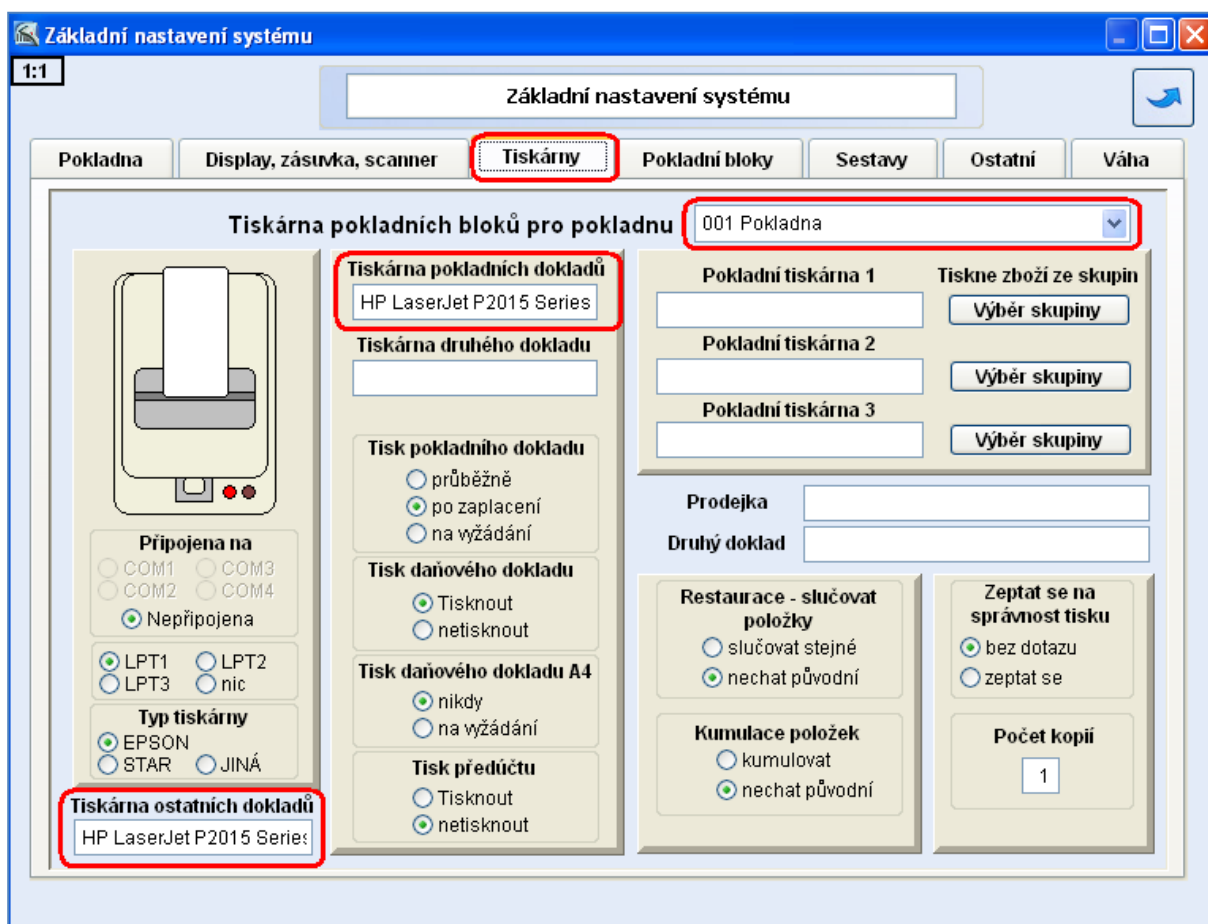 Základní nastavení systému
1:1
Základní nastavení systému
Pokladna
Display, zásuvka, scanner
Tiskárny
Pokladní bloky
Sestavy
Ostatní
Váha
Tiskárna pokladních bloků pro pokladnu
001 Pokladna
Připojena na
COM1 COM3
COM2 COM4
Nepřipojena
LPT1 LPT2
LPT3 nic
Typ tiskárny
EPSON
STAR JINÁ
Tiskárna ostatních dokladů
HP LaserJet P2015 Series
Tiskárna pokladních dokladů
HP LaserJet P2015 Series
Tiskárna druhého dokladu
Tisk pokladního dokladu
průběžně
po zaplacení
na vyžádání
Tisk daňového dokladu
Tisknout
netisknout
Tisk daňového dokladu A4
nikdy
na vyžádání
Tisk předúčtu
Tisknout
netisknout
Pokladní tiskárna 1
Tiskne zboží ze skupin
Výběr skupiny
Pokladní tiskárna 2
Výběr skupiny
Pokladní tiskárna 3
Výběr skupiny
Prodejka
Druhý doklad
Restaurace - slučovat
položky
slučovat stejné
nechat původní
Kumulace položek
kumulovat
nechat původní
Zeptat se na
správnost tisku
bez dotazu
zeptat se
Počet kopií
1